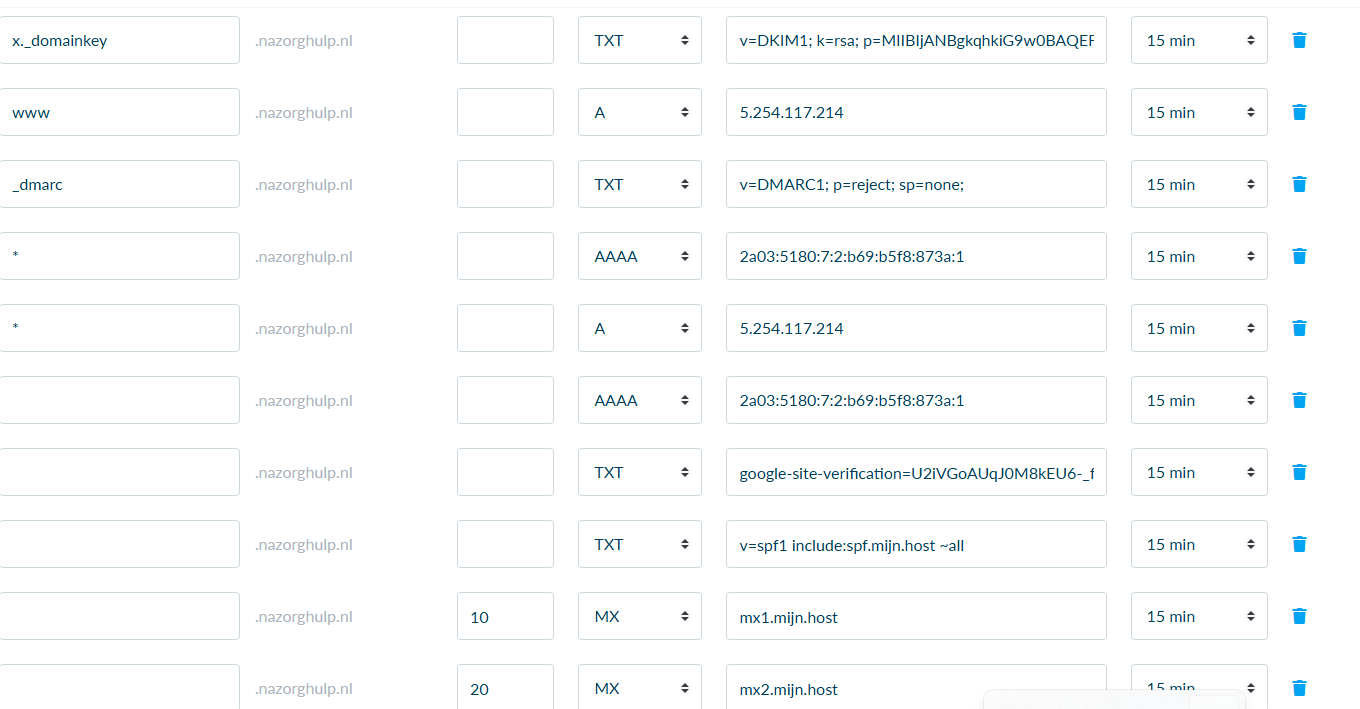 x._domainkey .nazorghulp.nl TXT v=DKIM1; k=rsa; p=MIIBIjANBgkqhkiG9w0BAQEF 15 min
www .nazorghulp.nl A 5.254.117.214 15 min
_dmarc .nazorghulp.nl TXT v=DMARC1; p=reject; sp=none; 15 min
* .nazorghulp.nl AAAA 2a03:5180:7:2:b69:b5f8:873a:1 15 min
* .nazorghulp.nl A 5.254.117.214 15 min
.nazorghulp.nl AAAA 2a03:5180:7:2:b69:b5f8:873a:1 15 min
.nazorghulp.nl TXT google-site-verification=U2iVGoAUqJ0M8kEU6-_f 15 min
.nazorghulp.nl TXT v=spf1 include:spf.mijn.host ~all 15 min
.nazorghulp.nl 10 MX mx1.mijn.host 15 min
.nazorghulp.nl 20 MX mx2.mijn.host 15 min